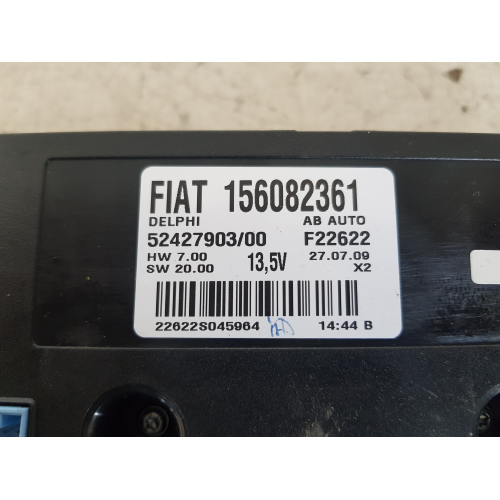 FIAT 156082361
DELPHI AB AUTO
52427903/00 F22622
HW 7.00 13,5V 27.07.09
SW 20.00 X2
22622S045964 14:44 B